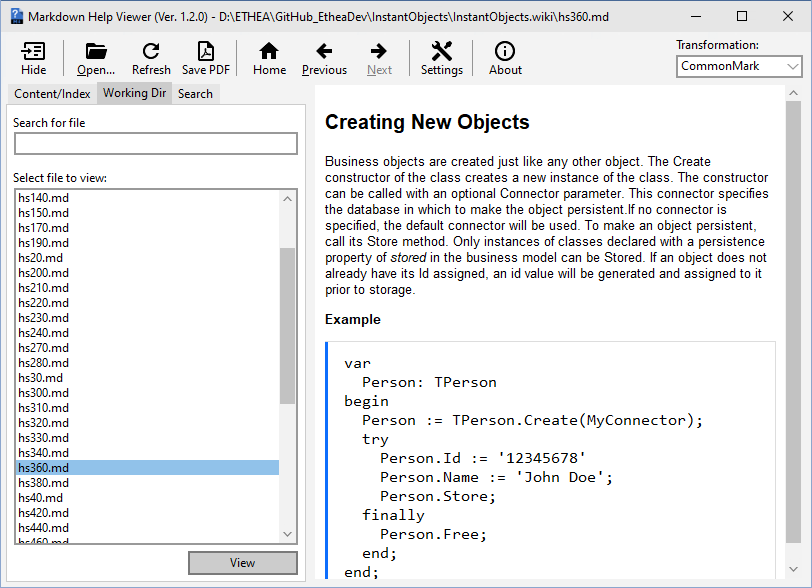 Markdown Help Viewer (Ver. 1.2.0) - D:\ETHEA\GitHub_EtheaDev\InstantObjects\InstantObjects.wiki\hs360.md
Hide Open... Refresh Save PDF Home Previous Next Settings About
Transformation:
CommonMark
Content/Index Working Dir Search
Search for file
Select file to view:
hs140.md
hs150.md
hs170.md
hs190.md
hs20.md
hs200.md
hs210.md
hs220.md
hs230.md
hs240.md
hs270.md
hs280.md
hs30.md
hs300.md
hs310.md
hs320.md
hs330.md
hs340.md
hs360.md
hs380.md
hs40.md
hs420.md
hs440.md
hs460.md
View
Creating New Objects
Business objects are created just like any other object. The Create
constructor of the class creates a new instance of the class. The constructor
can be called with an optional Connector parameter. This connector specifies
the database in which to make the object persistent.If no connector is
specified, the default connector will be used. To make an object persistent,
call its Store method. Only instances of classes declared with a persistence
property of stored in the business model can be Stored. If an object does not
already have its Id assigned, an id value will be generated and assigned to it
prior to storage.
Example
var
  Person: TPerson
begin
  Person := TPerson.Create(MyConnector);
  try
    Person.Id := '12345678'
    Person.Name := 'John Doe';
    Person.Store;
  finally
    Person.Free;
  end;
end;